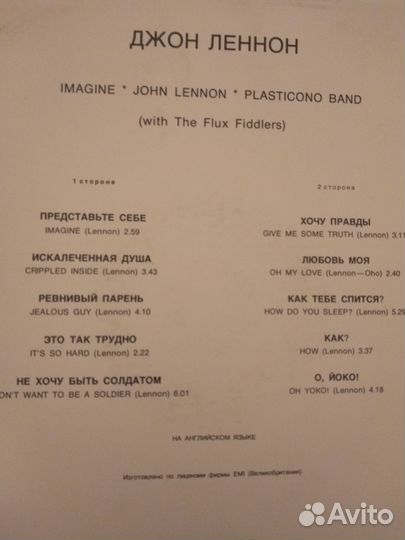 ДЖОН ЛЕННОН
IMAGINE * JOHN LENNON * PLASTICONO BAND
(with The Flux Fiddlers)
1 сторона
ПРЕДСТАВЬТЕ СЕБЕ
IMAGINE (Lennon) 2.59
ИСКАЛЕЧЕННАЯ ДУША
CRIPPLED INSIDE (Lennon) 3.43
РЕВНИВЫЙ ПАРЕНЬ
JEALOUS GUY (Lennon) 4.10
ЭТО ТАК ТРУДНО
IT'S SO HARD (Lennon) 2.22
НЕ ХОЧУ БЫТЬ СОЛДАТОМ
ON'T WANT TO BE A SOLDIER (Lennon) 6.01
2 сторона
ХОЧУ ПРАВДЫ
GIVE ME SOME TRUTH (Lennon) 3.11
ЛЮБОВЬ МОЯ
OH MY LOVE (Lennon—Oho) 2.40
КАК ТЕБЕ СПИТСЯ?
HOW DO YOU SLEEP? (Lennon) 5.29
КАК?
HOW (Lennon) 3.37
О, ЙОКО!
OH YOKO! (Lennon) 4.18
НА АНГЛИЙСКОМ ЯЗЫКЕ
Изготовлено по лицензии фирмы EMI (Великобритания)
Avito